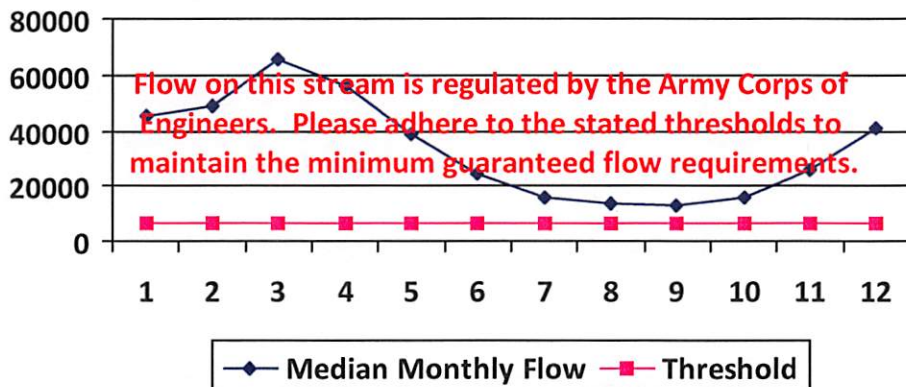 80000
60000
40000
20000
0
Flow on this stream is regulated by the Army Corps of
Engineers. Please adhere to the stated thresholds to
maintain the minimum guaranteed flow requirements.
1 2 3 4 5 6 7 8 9 10 11 12
Median Monthly Flow Threshold